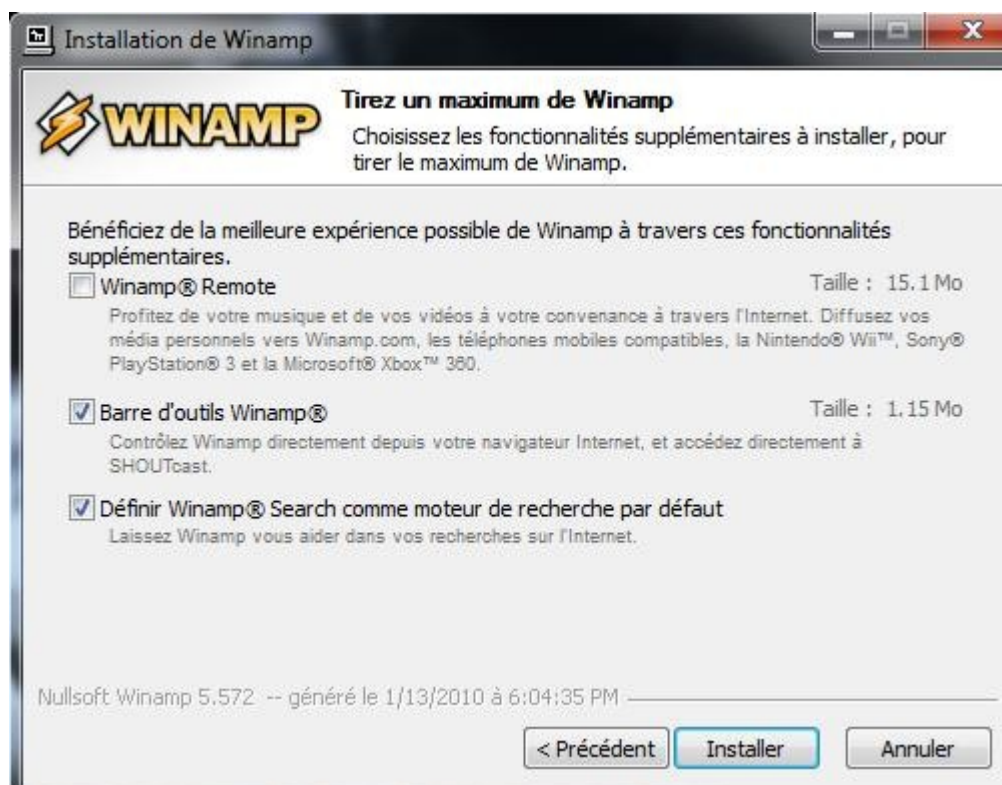 Installation de Winamp
WINAMP
Tirez un maximum de Winamp
Choisissez les fonctionnalités supplémentaires à installer, pour
tirer le maximum de Winamp.
Bénéficiez de la meilleure expérience possible de Winamp à travers ces fonctionnalités
supplémentaires.
Winamp® Remote Taille : 15.1 Mo
Profitez de votre musique et de vos vidéos à votre convenance à travers l'Internet. Diffusez vos
média personnels vers Winamp.com, les téléphones mobiles compatibles, la Nintendo® Wii™, Sony®
PlayStation® 3 et la Microsoft® Xbox™ 360.
Barre d'outils Winamp® Taille : 1.15 Mo
Contrôlez Winamp directement depuis votre navigateur Internet, et accédez directement à
SHOUTcast.
Définir Winamp® Search comme moteur de recherche par défaut
Laissez Winamp vous aider dans vos recherches sur l'Internet.
Nullsoft Winamp 5.572 -- généré le 1/13/2010 à 6:04:35 PM
< Précédent Installer Annuler